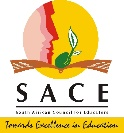 SACE
South African Council for Educators
Towards Excellence in Education